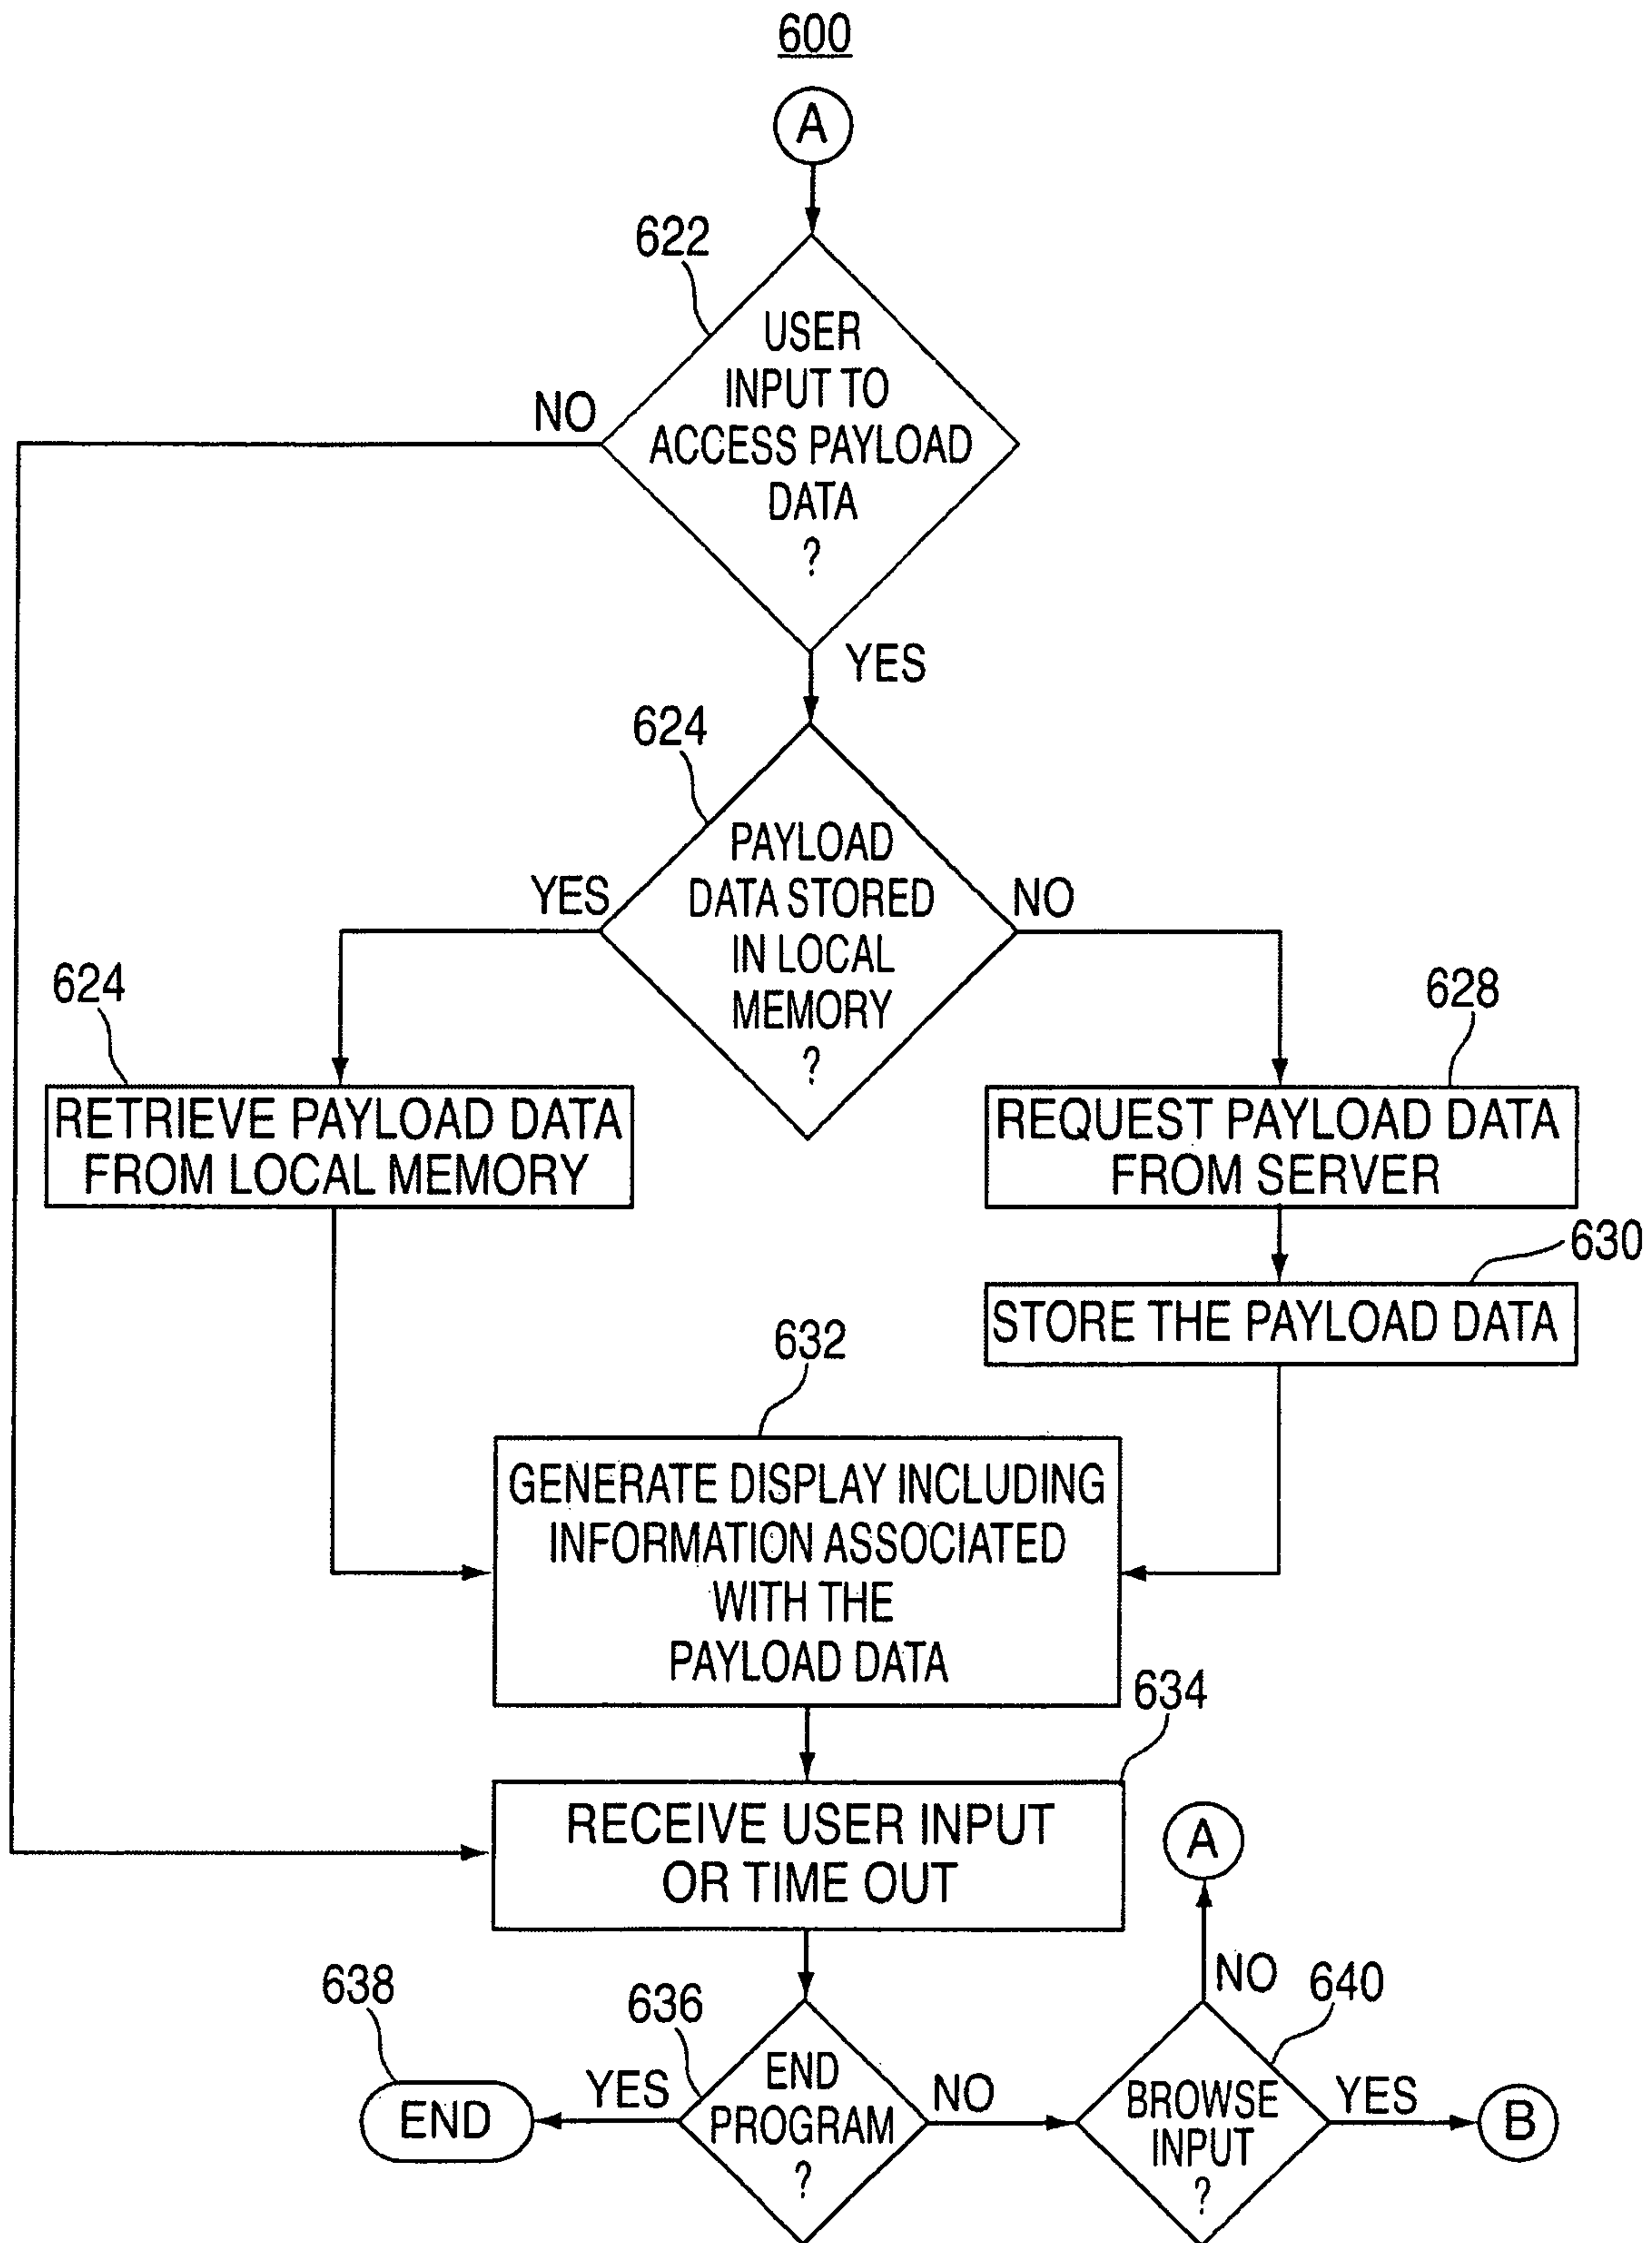 600
A
622
USER
INPUT TO
ACCESS PAYLOAD
DATA
?
NO
YES
624
PAYLOAD
DATA STORED
IN LOCAL
MEMORY
?
YES
NO
624
RETRIEVE PAYLOAD DATA
FROM LOCAL MEMORY
628
REQUEST PAYLOAD DATA
FROM SERVER
630
STORE THE PAYLOAD DATA
632
GENERATE DISPLAY INCLUDING
INFORMATION ASSOCIATED
WITH THE
PAYLOAD DATA
634
RECEIVE USER INPUT
OR TIME OUT
A
638
END
YES
636
END
PROGRAM
?
NO
NO
640
BROWSE
INPUT
?
YES
B